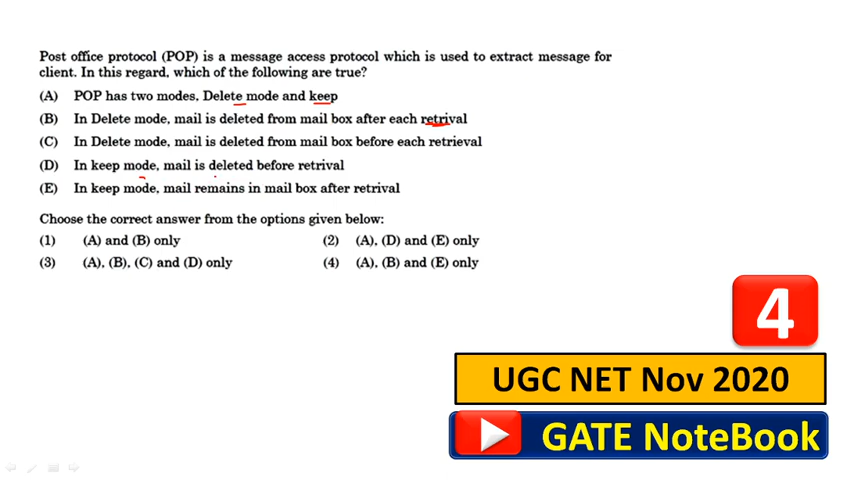 Post office protocol (POP) is a message access protocol which is used to extract message for
client. In this regard, which of the following are true?
(A) POP has two modes, Delete mode and keep
(B) In Delete mode, mail is deleted from mail box after each retrival
(C) In Delete mode, mail is deleted from mail box before each retrieval
(D) In keep mode, mail is deleted before retrival
(E) In keep mode, mail remains in mail box after retrival
Choose the correct answer from the options given below:
(1) (A) and (B) only (2) (A), (D) and (E) only
(3) (A), (B), (C) and (D) only (4) (A), (B) and (E) only
4
UGC NET Nov 2020
GATE NoteBook